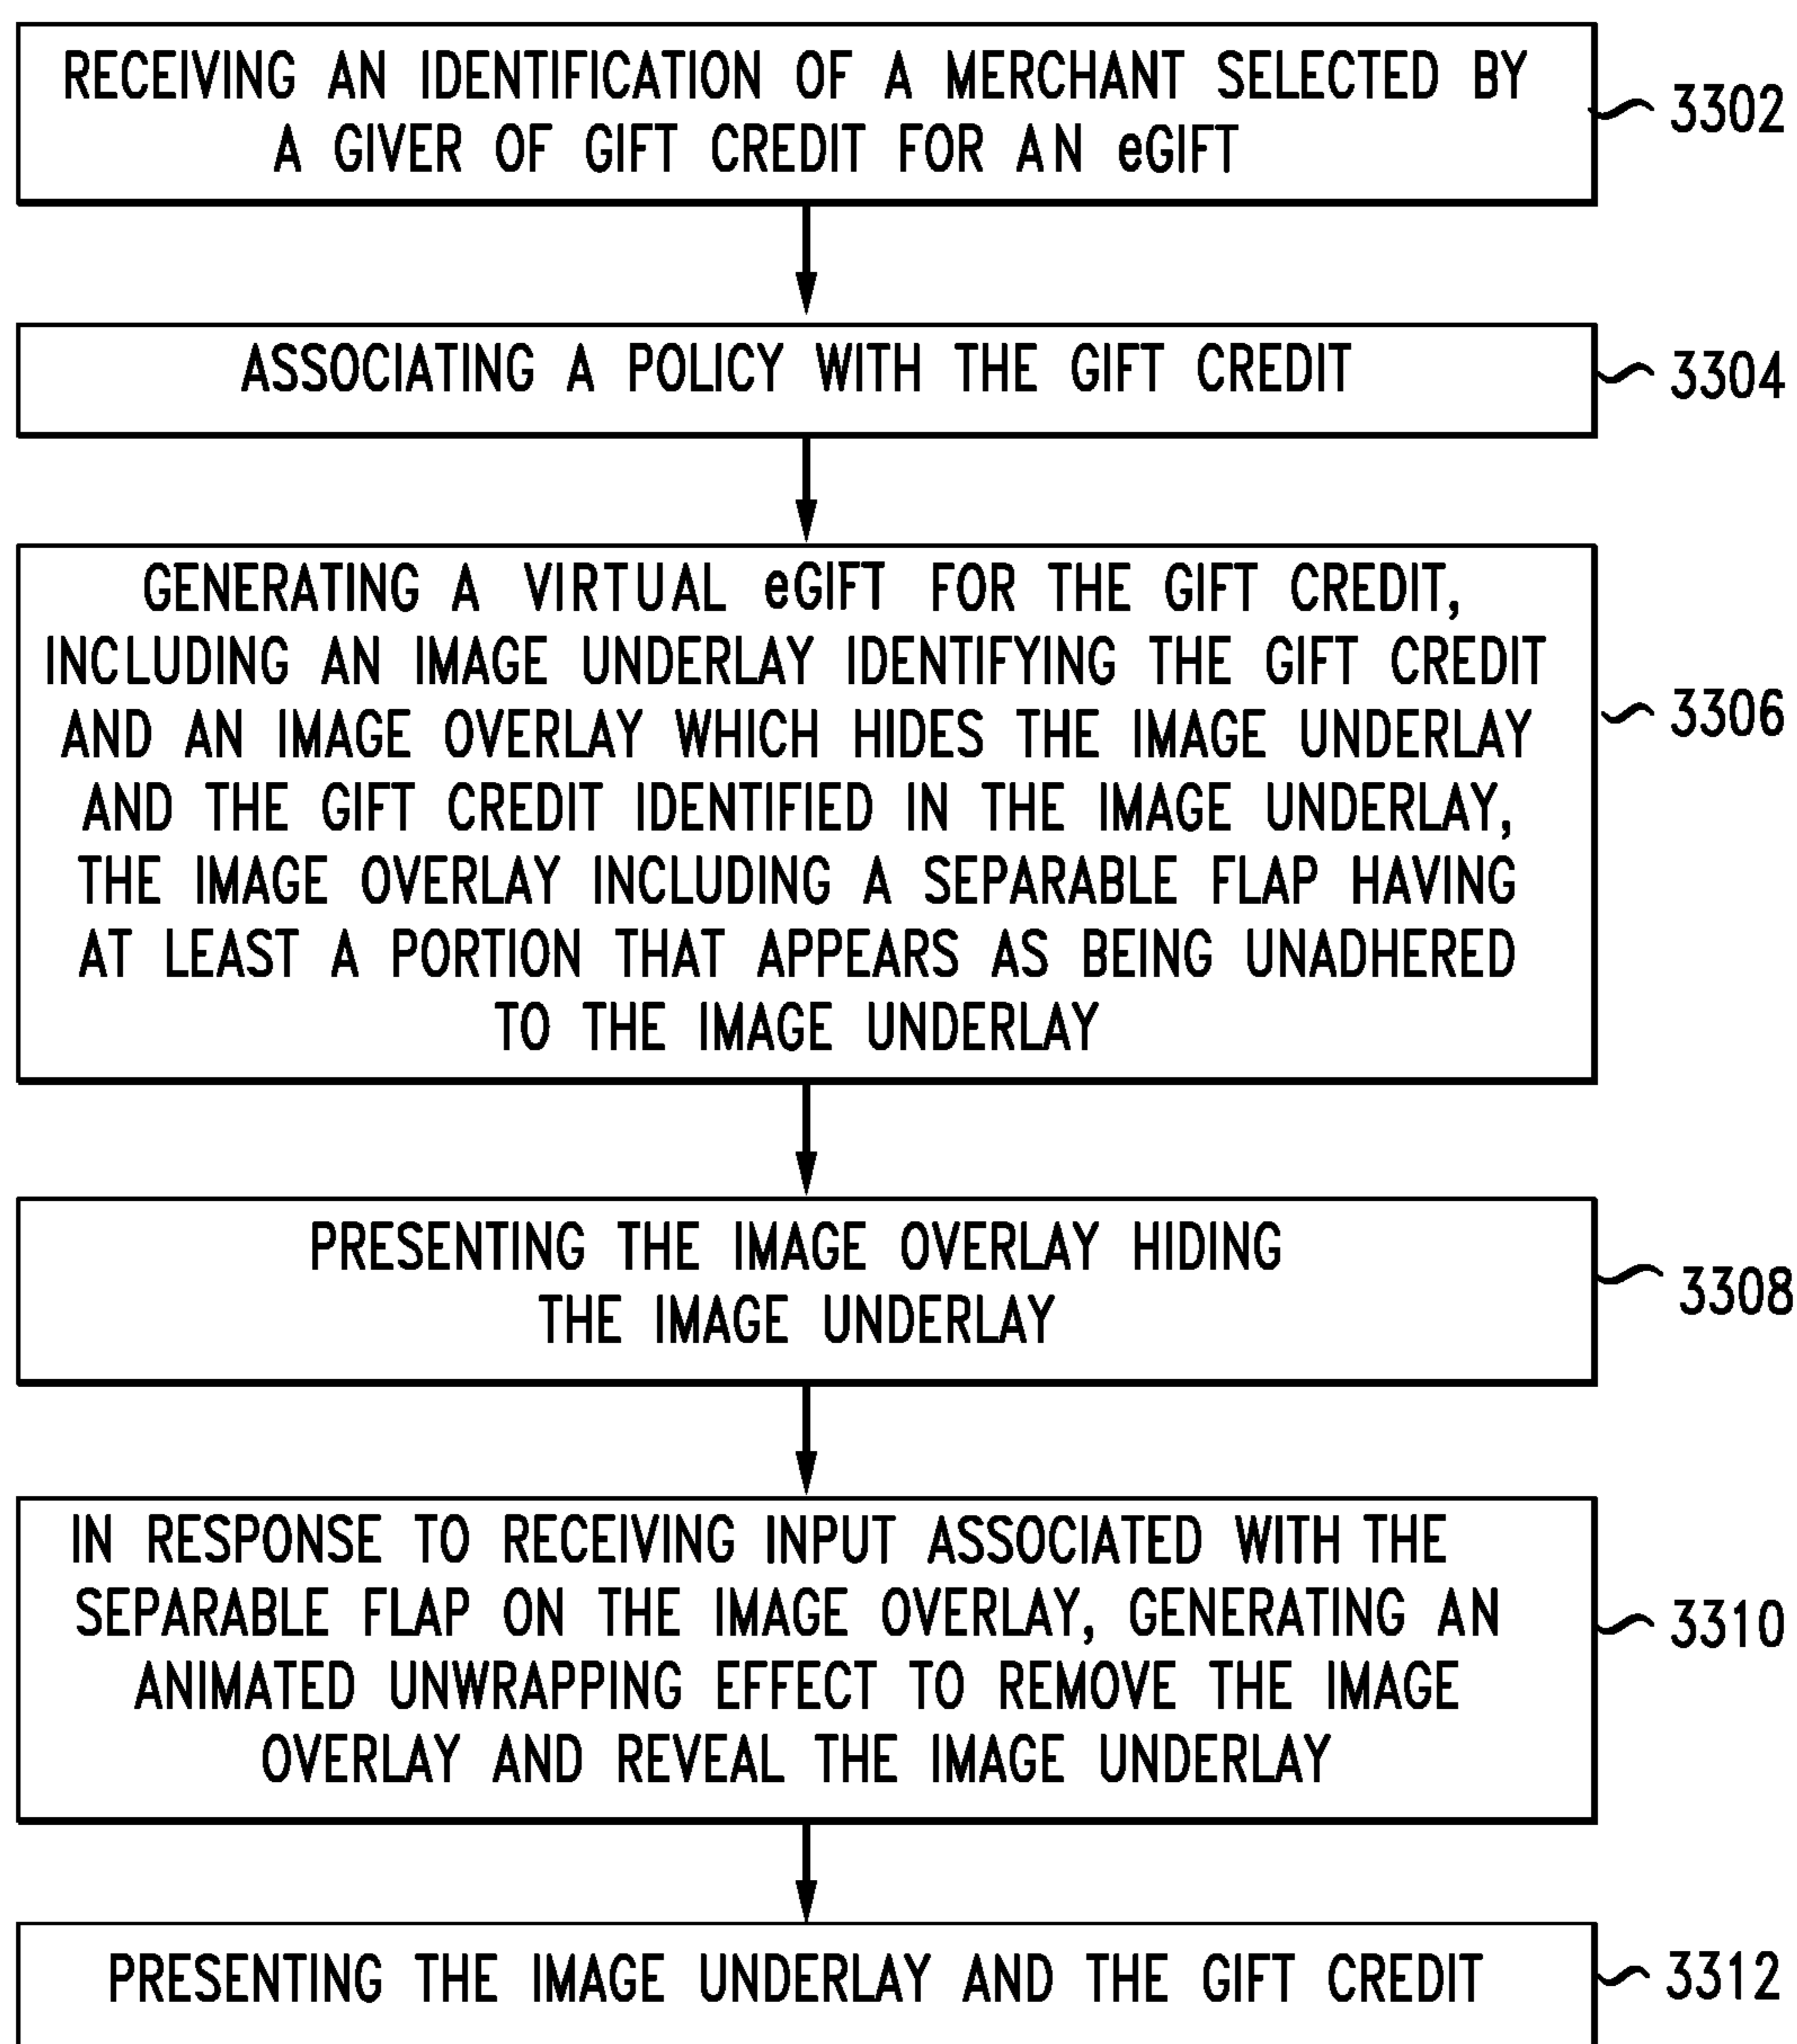 RECEIVING AN IDENTIFICATION OF A MERCHANT SELECTED BY
A GIVER OF GIFT CREDIT FOR AN eGIFT
3302
ASSOCIATING A POLICY WITH THE GIFT CREDIT
3304
GENERATING A VIRTUAL eGIFT FOR THE GIFT CREDIT,
INCLUDING AN IMAGE UNDERLAY IDENTIFYING THE GIFT CREDIT
AND AN IMAGE OVERLAY WHICH HIDES THE IMAGE UNDERLAY
AND THE GIFT CREDIT IDENTIFIED IN THE IMAGE UNDERLAY,
THE IMAGE OVERLAY INCLUDING A SEPARABLE FLAP HAVING
AT LEAST A PORTION THAT APPEARS AS BEING UNADHERED
TO THE IMAGE UNDERLAY
3306
PRESENTING THE IMAGE OVERLAY HIDING
THE IMAGE UNDERLAY
3308
IN RESPONSE TO RECEIVING INPUT ASSOCIATED WITH THE
SEPARABLE FLAP ON THE IMAGE OVERLAY, GENERATING AN
ANIMATED UNWRAPPING EFFECT TO REMOVE THE IMAGE
OVERLAY AND REVEAL THE IMAGE UNDERLAY
3310
PRESENTING THE IMAGE UNDERLAY AND THE GIFT CREDIT
3312